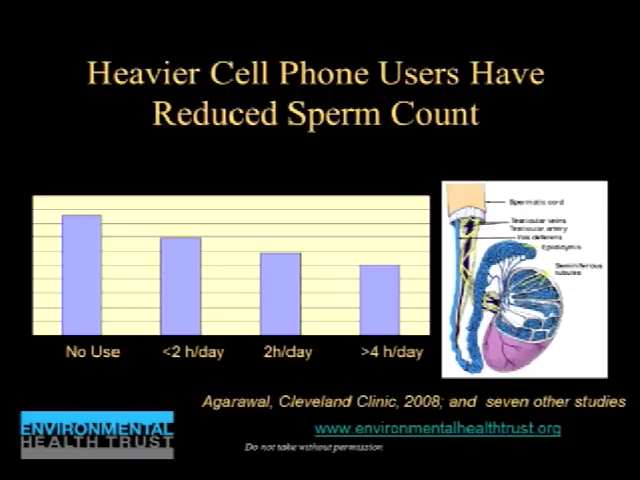 Heavier Cell Phone Users Have
Reduced Sperm Count
Spermatic cord
Testicular veins
Testicular artery
Vas deferens
Epididymis
Seminiferous
tubules
No Use
<2 h/day
2h/day
>4 h/day
Agarawal, Cleveland Clinic, 2008; and seven other studies
www.environmentalhealthtrust.org
ENVIRONMENTAL
HEALTH TRUST
Do not take without permission